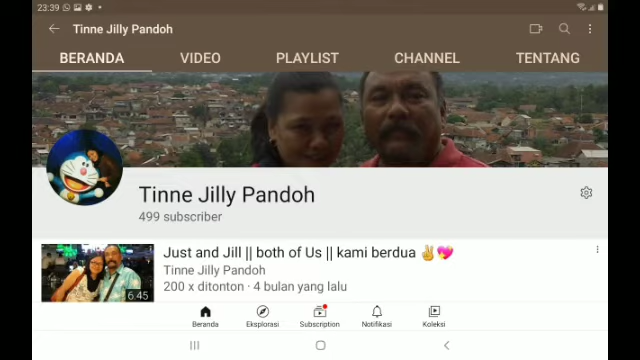 23:39
Tinne Jilly Pandoh
BERANDA VIDEO PLAYLIST CHANNEL TENTANG
Tinne Jilly Pandoh
499 subscriber
Just and Jill || both of Us || kami berdua ✌💖
Tinne Jilly Pandoh
200 x ditonton · 4 bulan yang lalu
6:45
Beranda Eksplorasi Subscription Notifikasi Koleksi